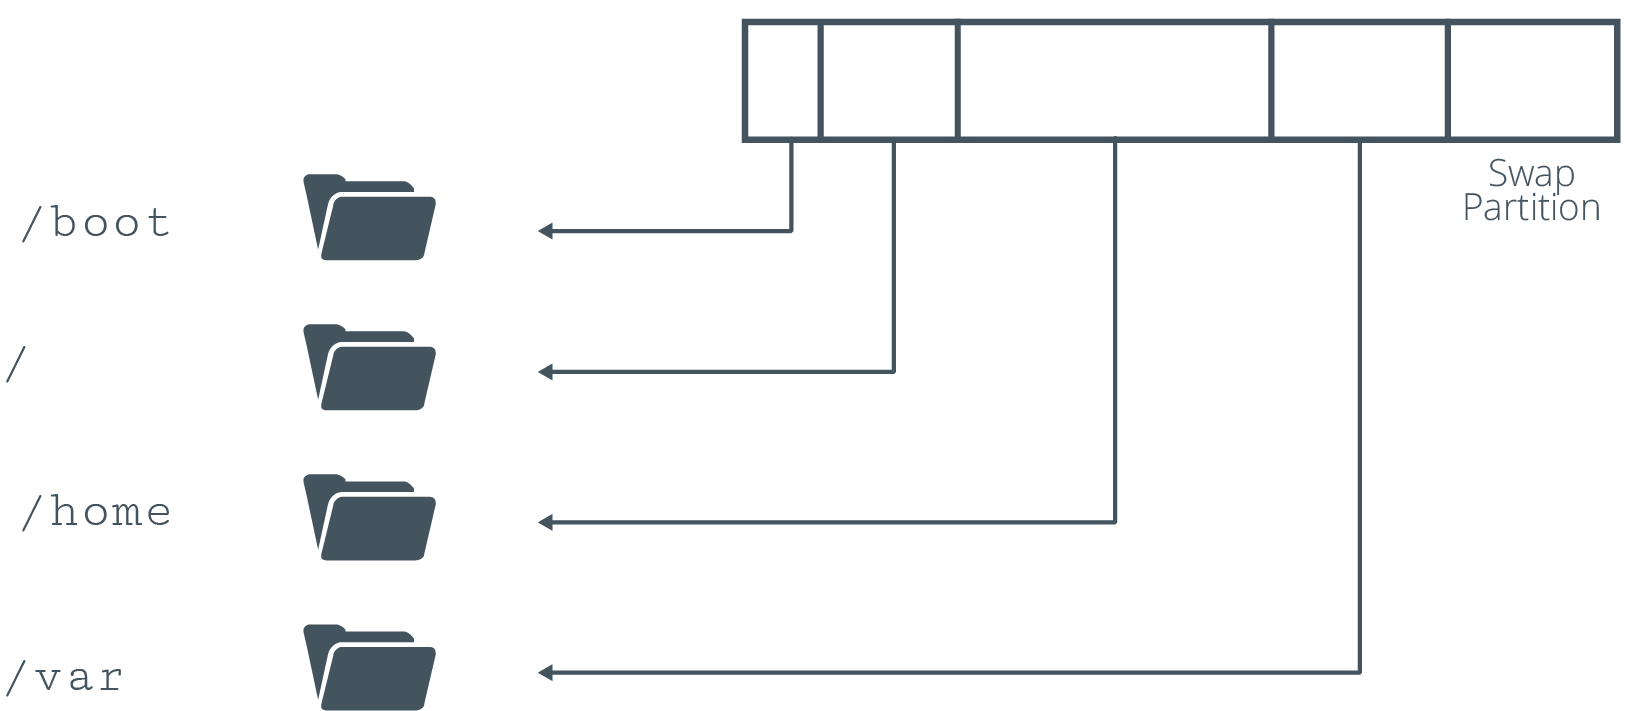 Swap
Partition
/boot
/
/home
/var